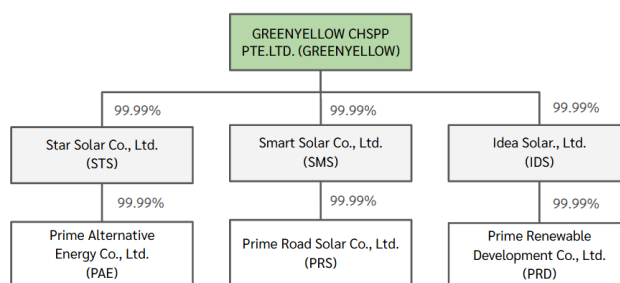 GREENYELLOW CHSPP
PTE.LTD. (GREENYELLOW)
99.99%
99.99%
99.99%
Star Solar Co., Ltd.
(STS)
Smart Solar Co., Ltd.
(SMS)
Idea Solar., Ltd.
(IDS)
99.99%
99.99%
99.99%
Prime Alternative
Energy Co., Ltd.
(PAE)
Prime Road Solar Co., Ltd.
(PRS)
Prime Renewable
Development Co., Ltd.
(PRD)